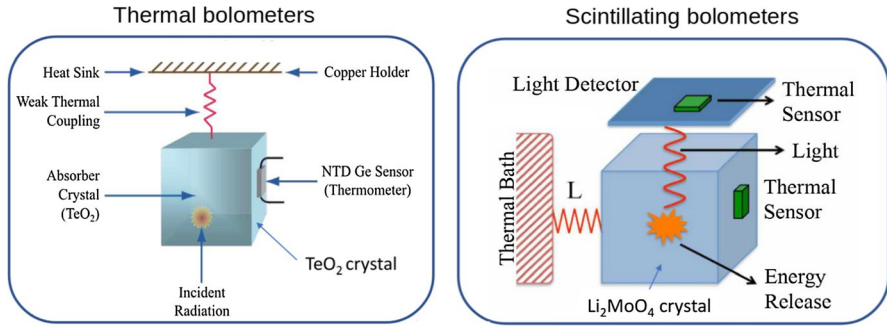 Thermal bolometers
Heat Sink
Copper Holder
Weak Thermal
Coupling
Absorber
Crystal
(TeO₂)
NTD Ge Sensor
(Thermometer)
TeO₂ crystal
Incident
Radiation
Scintillating bolometers
Light Detector
Thermal
Sensor
Light
Thermal Bath
L
Thermal
Sensor
Energy
Release
Li₂MoO₄ crystal